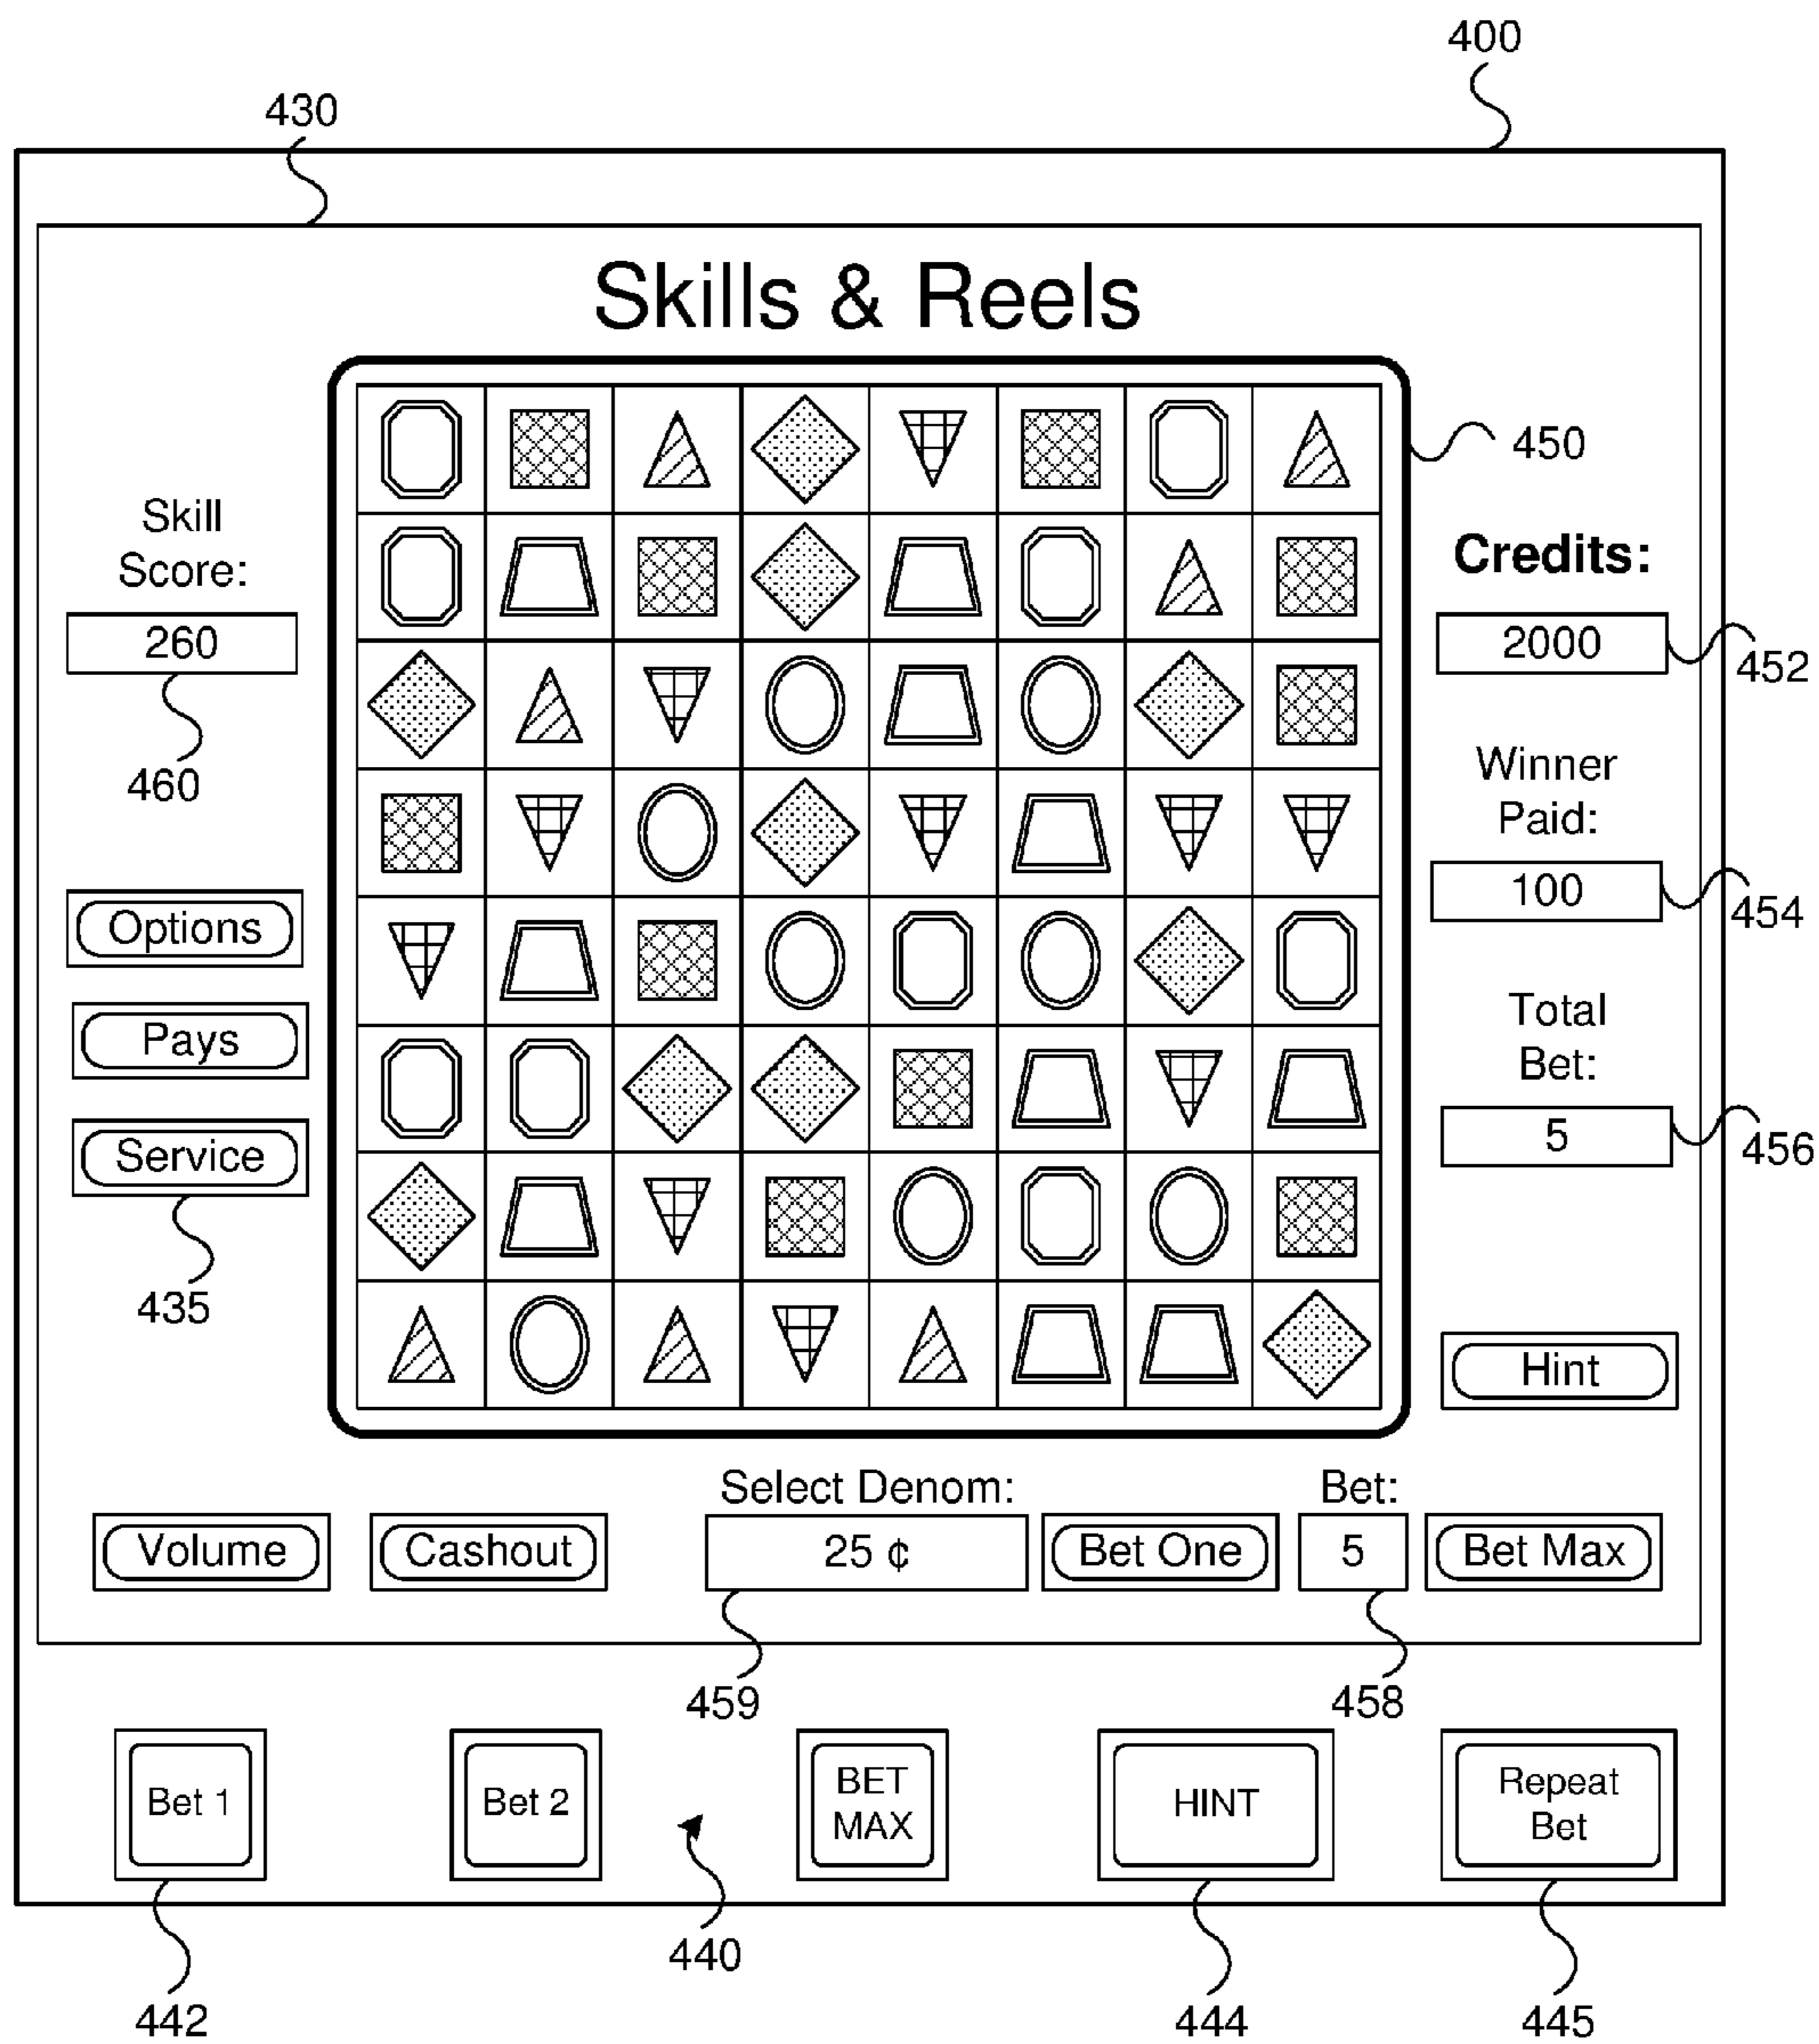 400
430
Skills & Reels
450
Skill
Score:
260
460
Credits:
2000
452
Winner
Paid:
100
454
Options
Pays
Service
435
Total
Bet:
5
456
Hint
Select Denom:
Bet:
Volume
Cashout
25 ¢
Bet One
5
Bet Max
459
458
Bet 1
Bet 2
BET
MAX
HINT
Repeat
Bet
440
442
444
445